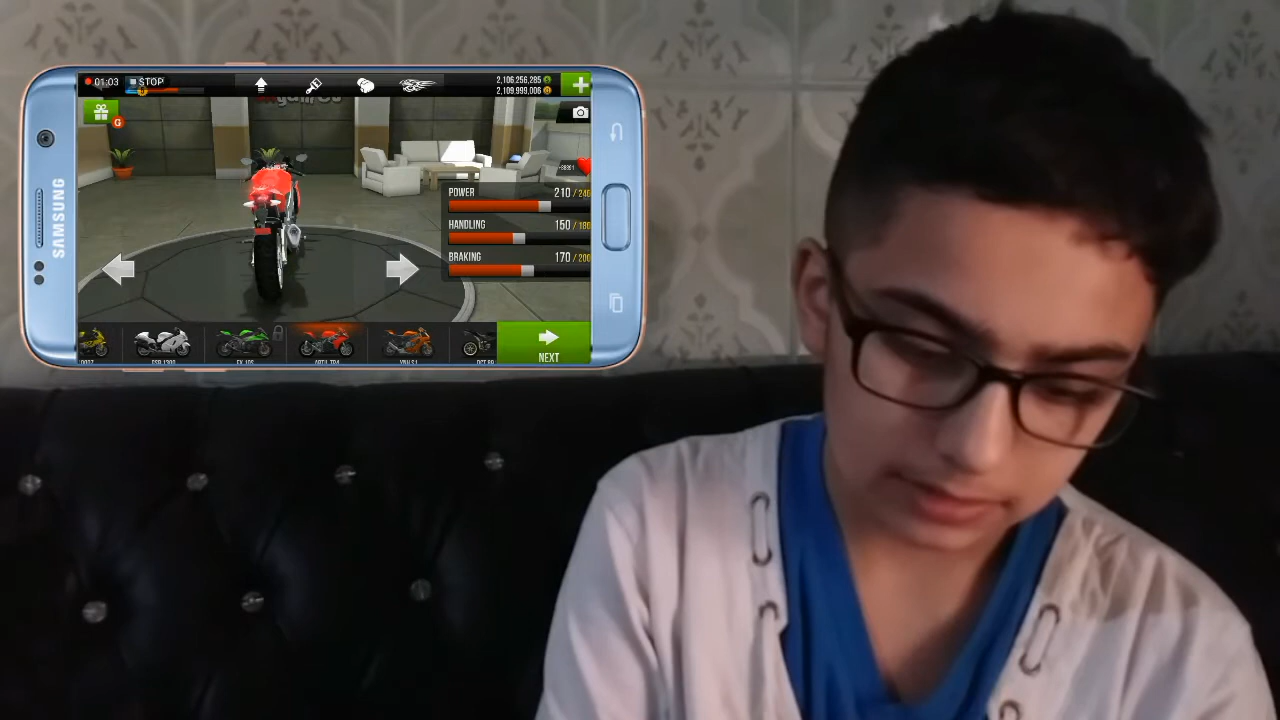 01:03 STOP
2,106,256,285
2,109,999,006
G
SAMSUNG
POWER 210 / 240
HANDLING 150 / 180
BRAKING 170 / 200
NEXT